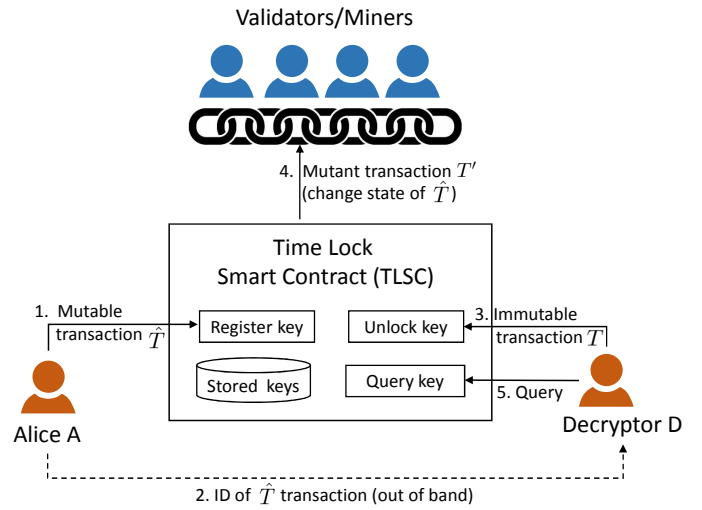 Validators/Miners
4. Mutant transaction T′
(change state of T̂)
Time Lock
Smart Contract (TLSC)
1. Mutable
transaction T̂
Register key
Unlock key
3. Immutable
transaction T
Stored keys
Query key
5. Query
Alice A
Decryptor D
2. ID of T̂ transaction (out of band)